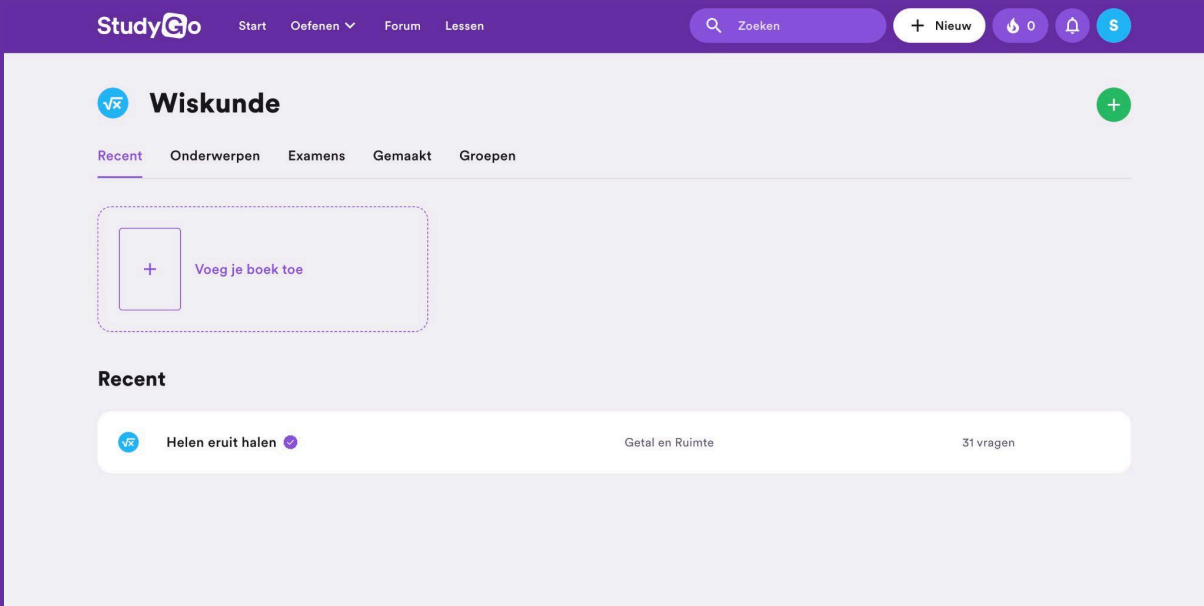 StudyGo Start Oefenen Forum Lessen Zoeken + Nieuw 0 S
√x Wiskunde +
Recent Onderwerpen Examens Gemaakt Groepen
+ Voeg je boek toe
Recent
√x Helen eruit halen Getal en Ruimte 31 vragen